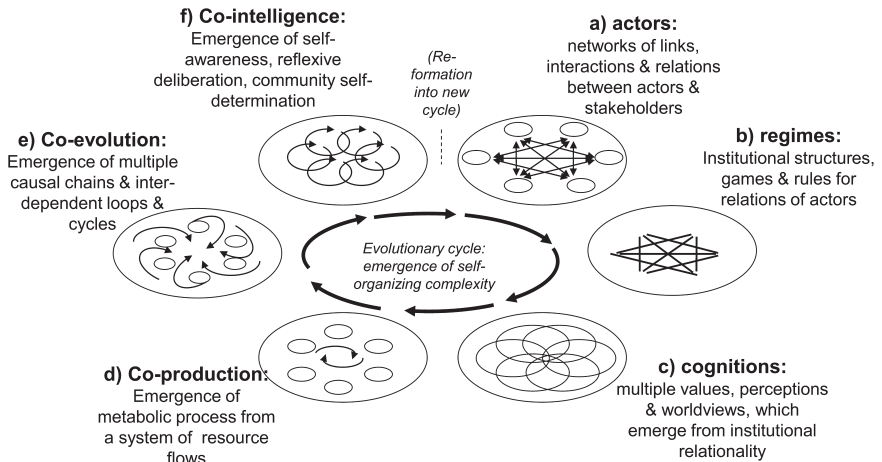 f) Co-intelligence:
Emergence of self-
awareness, reflexive
deliberation, community self-
determination
(Re-
formation
into new
cycle)
a) actors:
networks of links,
interactions & relations
between actors &
stakeholders
b) regimes:
Institutional structures,
games & rules for
relations of actors
c) cognitions:
multiple values, perceptions
& worldviews, which
emerge from institutional
relationality
d) Co-production:
Emergence of
metabolic process from
a system of resource
flows
e) Co-evolution:
Emergence of multiple
causal chains & inter-
dependent loops &
cycles
Evolutionary cycle:
emergence of self-
organizing complexity